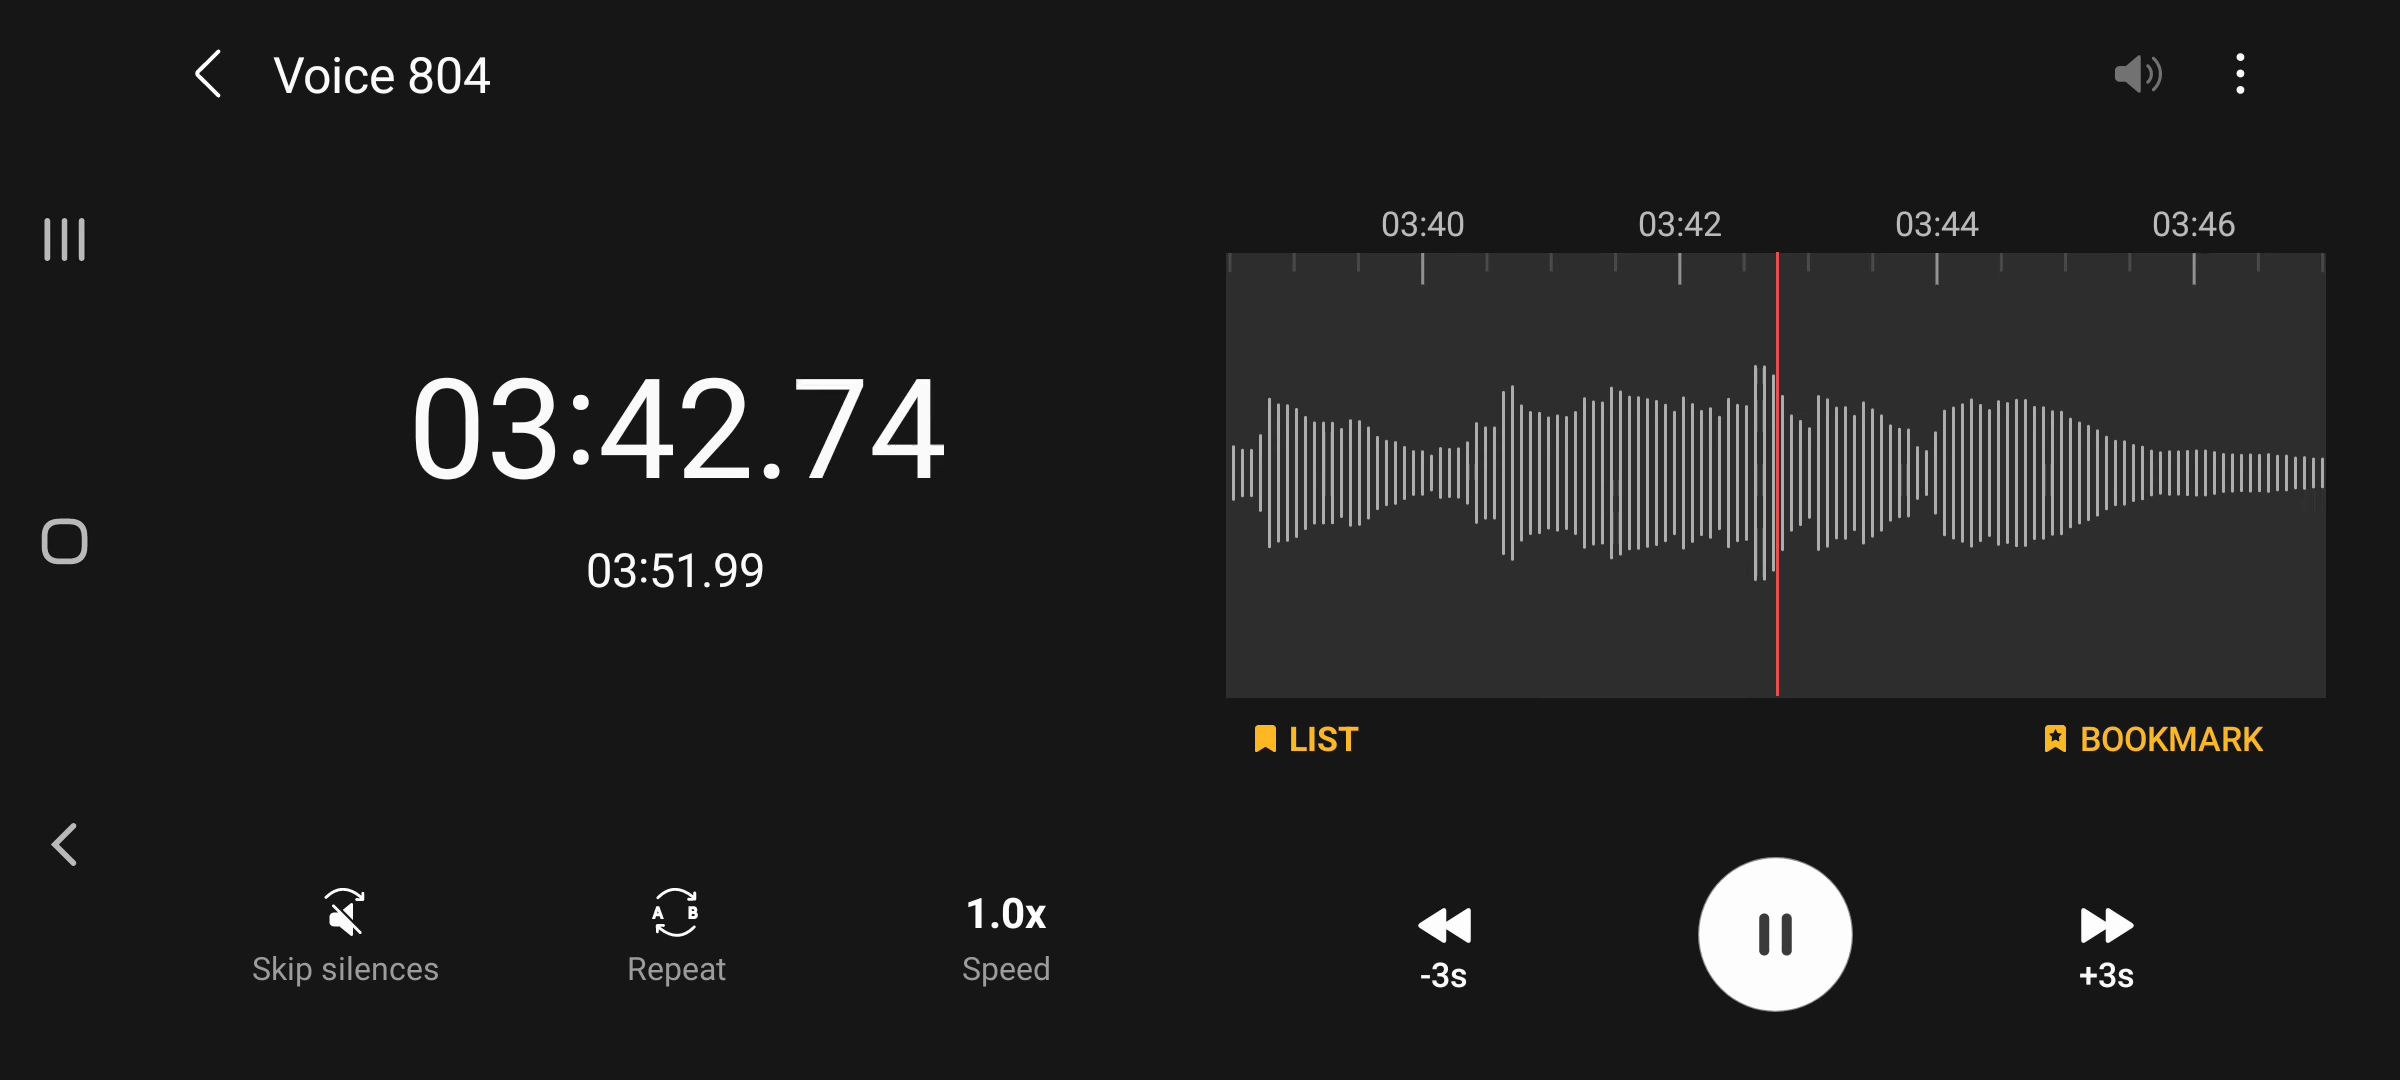 Voice 804
03:40 03:42 03:44 03:46
03:42.74
03:51.99
LIST BOOKMARK
A B
1.0x
Skip silences Repeat Speed
-3s +3s